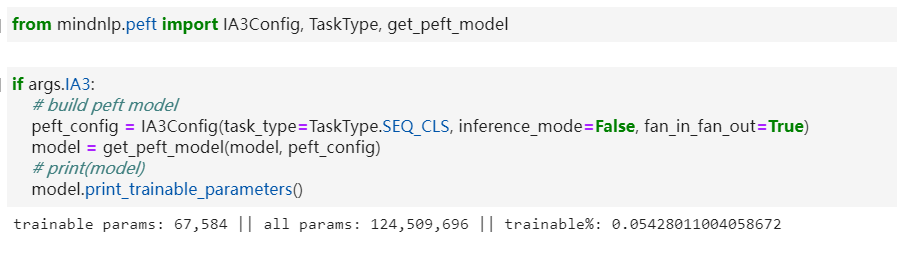 from mindnlp.peft import IA3Config, TaskType, get_peft_model
if args.IA3:
    # build peft model
    peft_config = IA3Config(task_type=TaskType.SEQ_CLS, inference_mode=False, fan_in_fan_out=True)
    model = get_peft_model(model, peft_config)
    # print(model)
    model.print_trainable_parameters()
trainable params: 67,584 || all params: 124,509,696 || trainable%: 0.05428011004058672